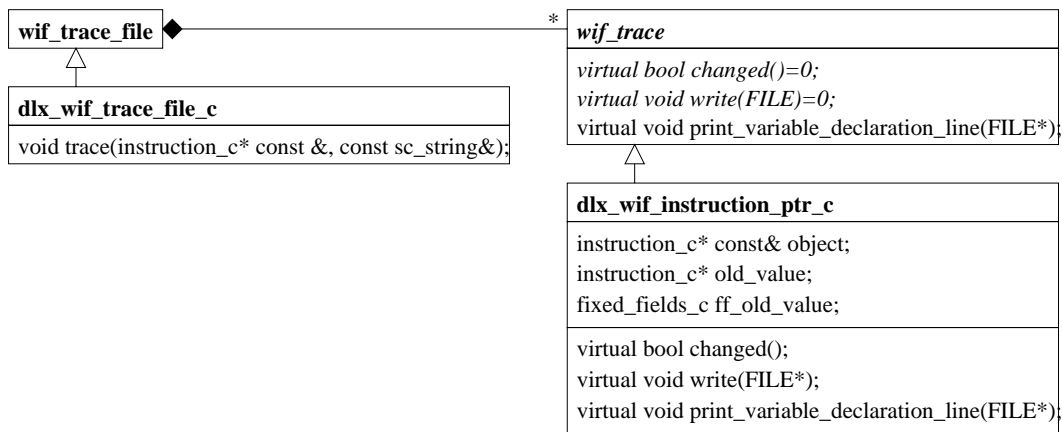 wif_trace_file
*
wif_trace
virtual bool changed()=0;
virtual void write(FILE)=0;
virtual void print_variable_declaration_line(FILE*);
dlx_wif_trace_file_c
void trace(instruction_c* const &, const sc_string&);
dlx_wif_instruction_ptr_c
instruction_c* const& object;
instruction_c* old_value;
fixed_fields_c ff_old_value;
virtual bool changed();
virtual void write(FILE*);
virtual void print_variable_declaration_line(FILE*);